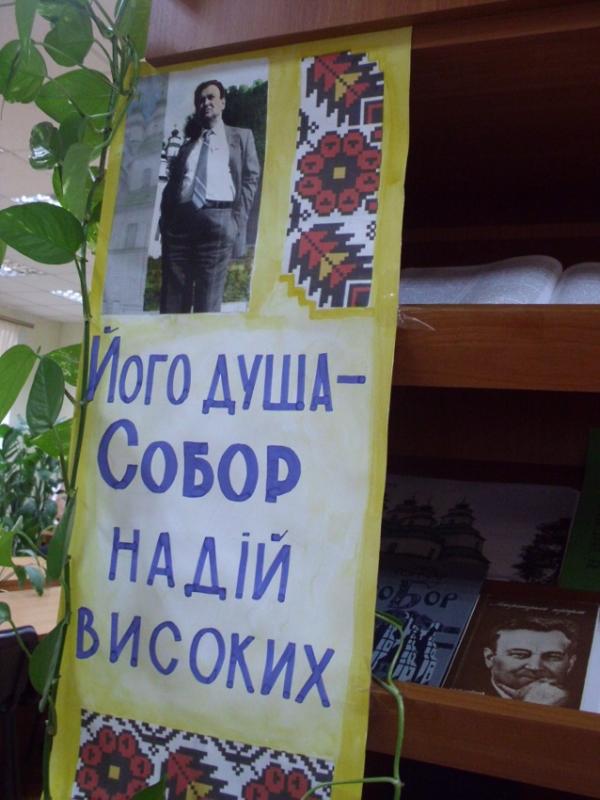 Його душа –
Собор
надій
високих
СОБОР